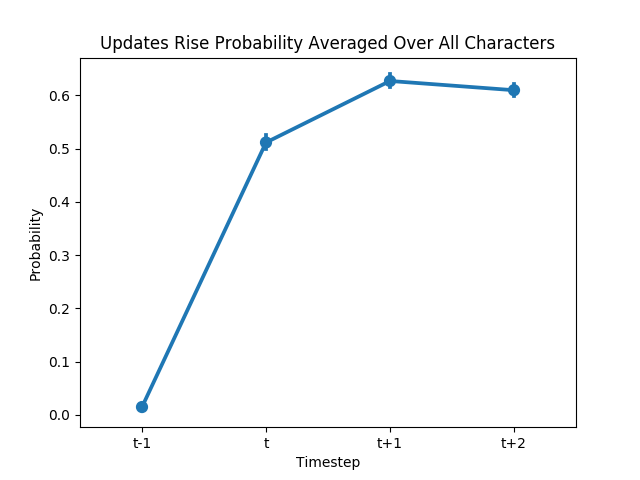 Updates Rise Probability Averaged Over All Characters
0.6
0.5
0.4
0.3
0.2
0.1
0.0
Probability
t-1 t t+1 t+2
Timestep